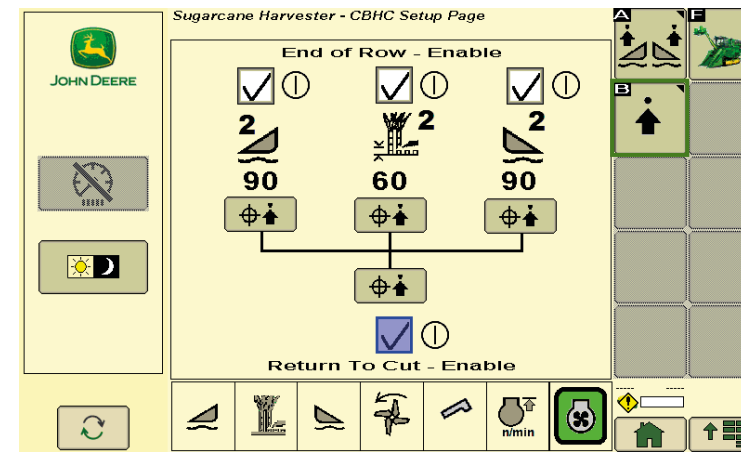 Sugarcane Harvester - CBHC Setup Page
JOHN DEERE
A
F
B
End of Row - Enable
2 2 2
90 60 90
Return To Cut - Enable
n/min